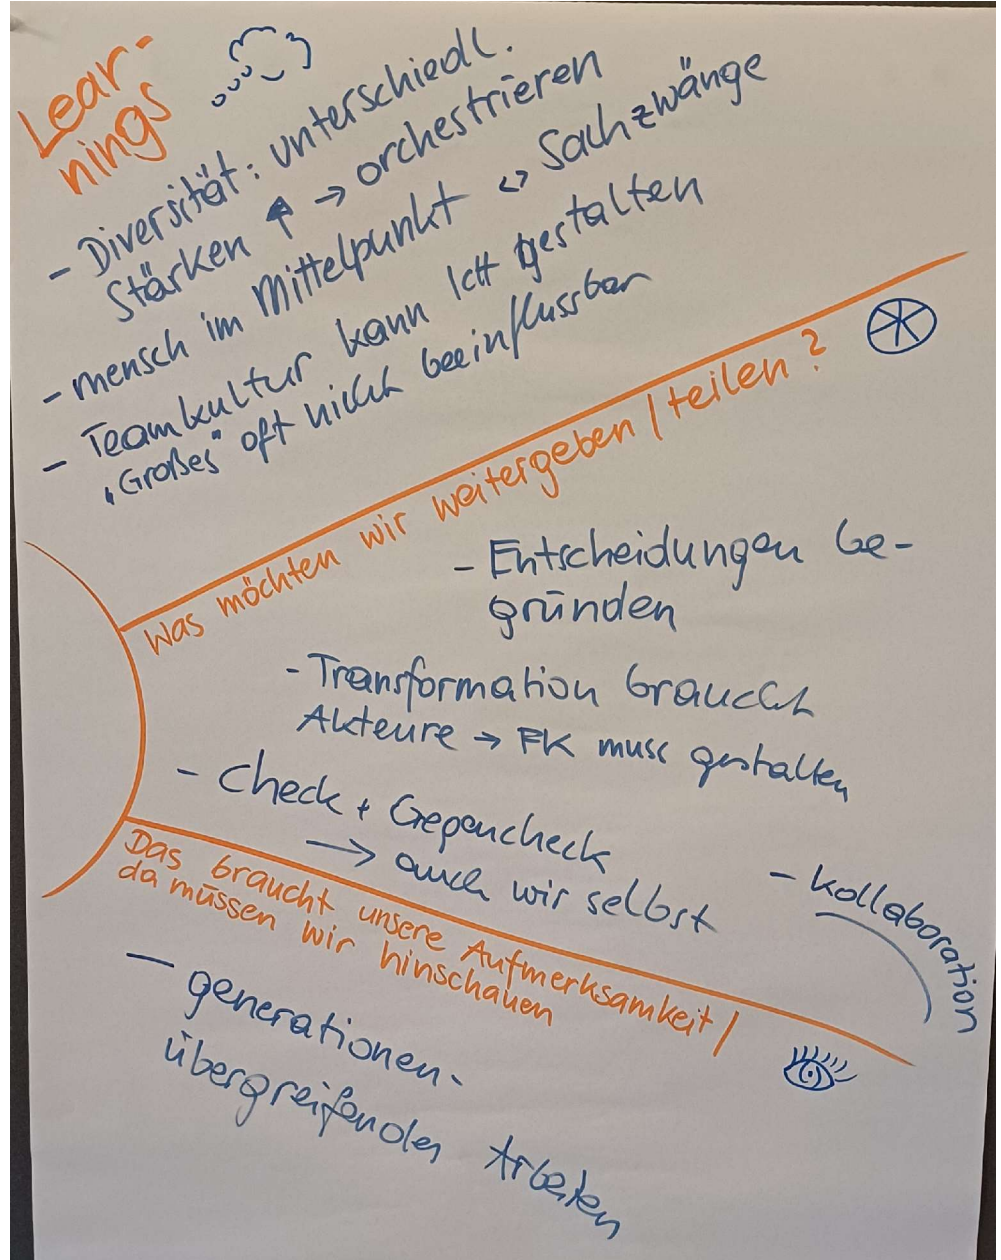 Lear-
nings
- Diversität: unterschiedl.
Stärken ↑ → orchestrieren
- mensch im Mittelpunkt <> Sachzwänge
- Teamkultur kann ICH gestalten
"Großes" oft nicht beeinflussbar
Was möchten wir weitergeben / teilen?
- Entscheidungen be-
gründen
- Transformation braucht
Akteure → FK muss gestalten
- Check + Gegencheck
→ auch wir selbst
- Kollaboration
Das braucht unsere Aufmerksamkeit /
da müssen wir hinschauen
- generationen-
übergreifendes Arbeiten